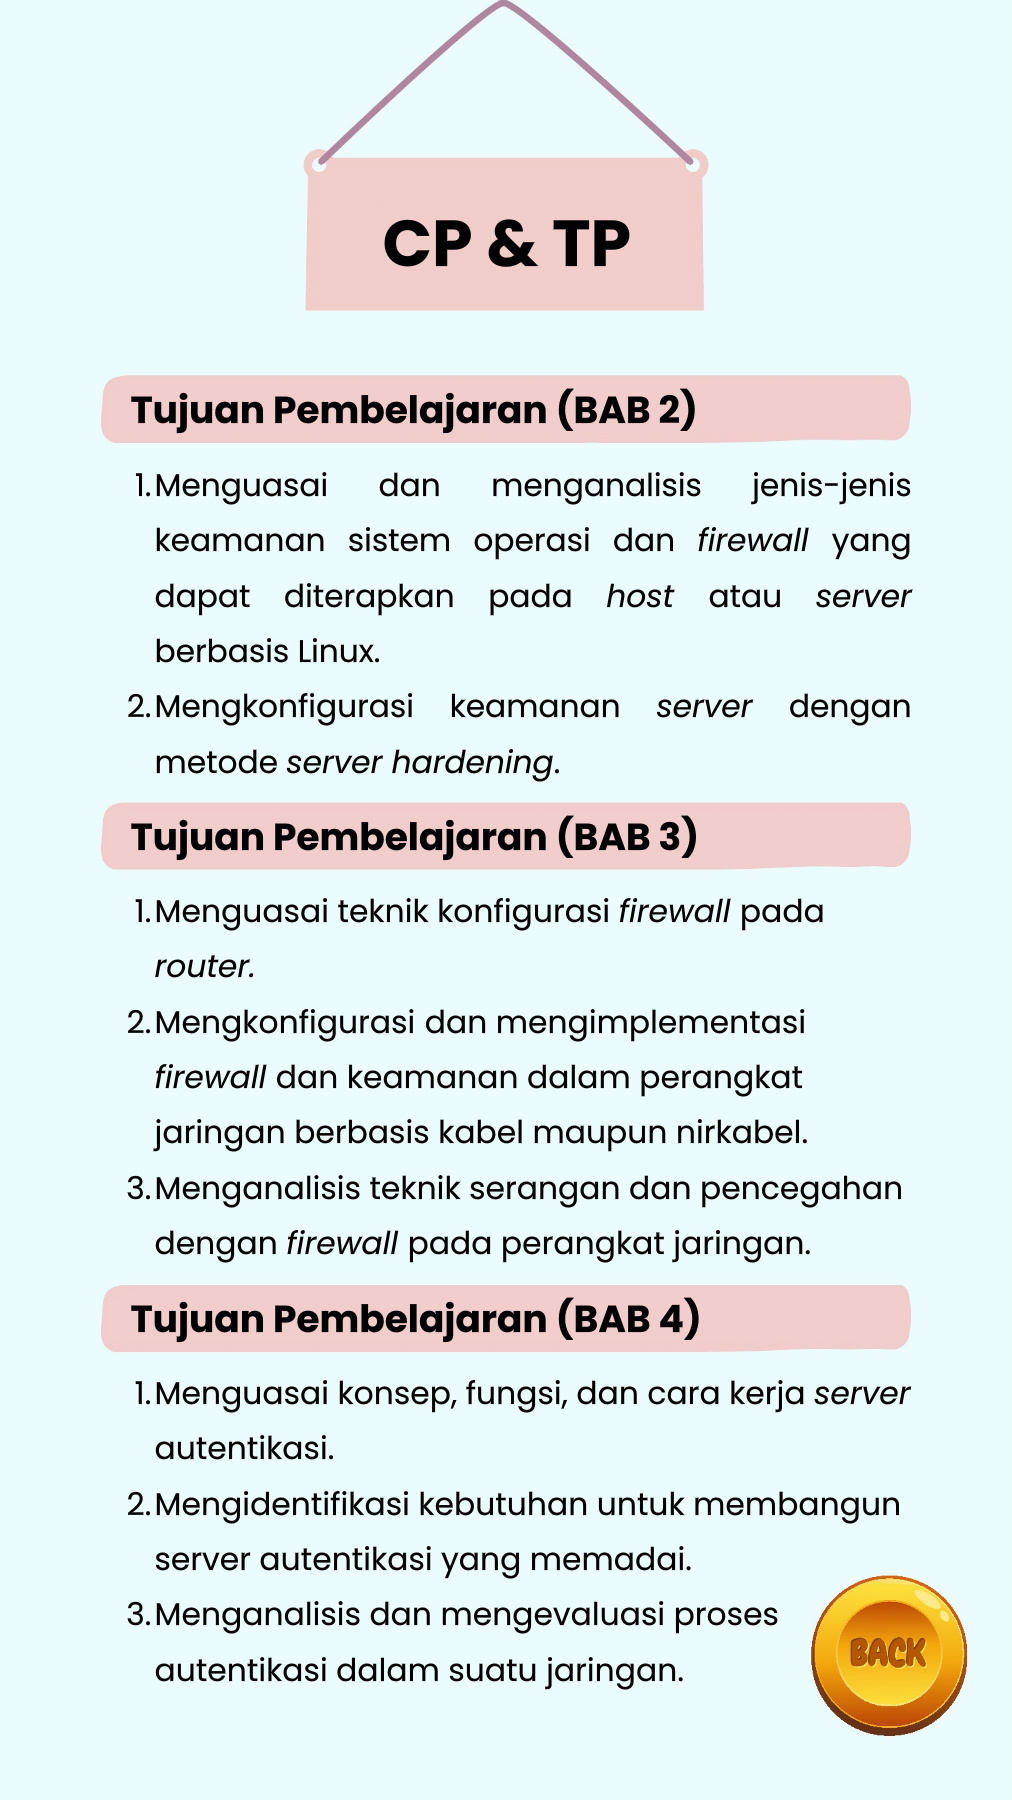 CP & TP
Tujuan Pembelajaran (BAB 2)
1. Menguasai dan menganalisis jenis-jenis
keamanan sistem operasi dan firewall yang
dapat diterapkan pada host atau server
berbasis Linux.
2. Mengkonfigurasi keamanan server dengan
metode server hardening.
Tujuan Pembelajaran (BAB 3)
1. Menguasai teknik konfigurasi firewall pada
router.
2. Mengkonfigurasi dan mengimplementasi
firewall dan keamanan dalam perangkat
jaringan berbasis kabel maupun nirkabel.
3. Menganalisis teknik serangan dan pencegahan
dengan firewall pada perangkat jaringan.
Tujuan Pembelajaran (BAB 4)
1. Menguasai konsep, fungsi, dan cara kerja server
autentikasi.
2. Mengidentifikasi kebutuhan untuk membangun
server autentikasi yang memadai.
3. Menganalisis dan mengevaluasi proses
autentikasi dalam suatu jaringan.
BACK